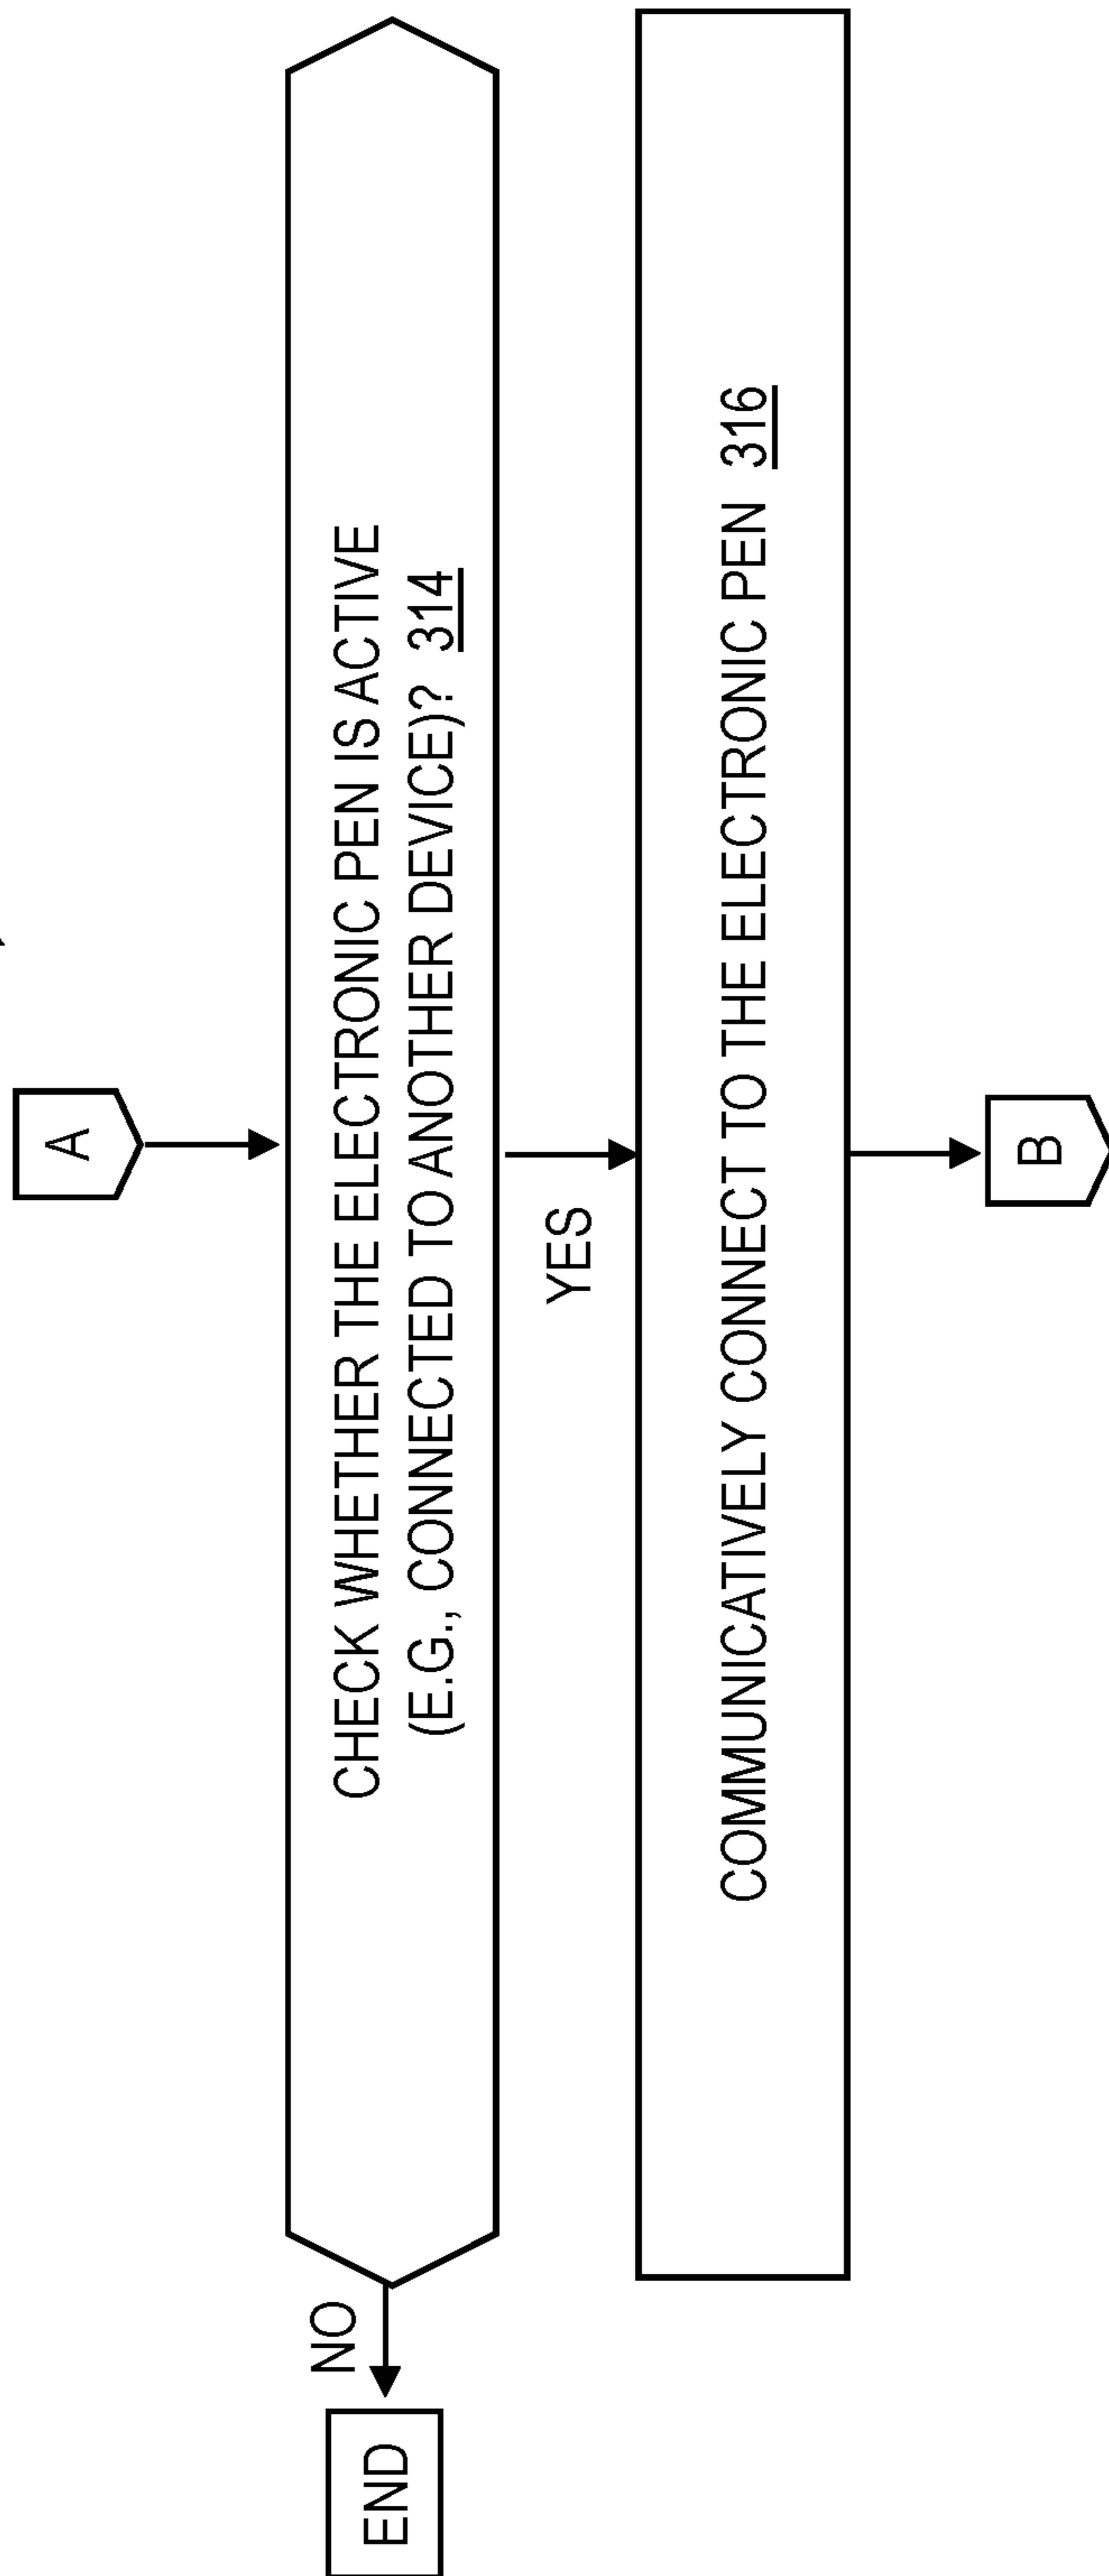 A
CHECK WHETHER THE ELECTRONIC PEN IS ACTIVE
(E.G., CONNECTED TO ANOTHER DEVICE)? 314
NO
END
YES
COMMUNICATIVELY CONNECT TO THE ELECTRONIC PEN 316
B